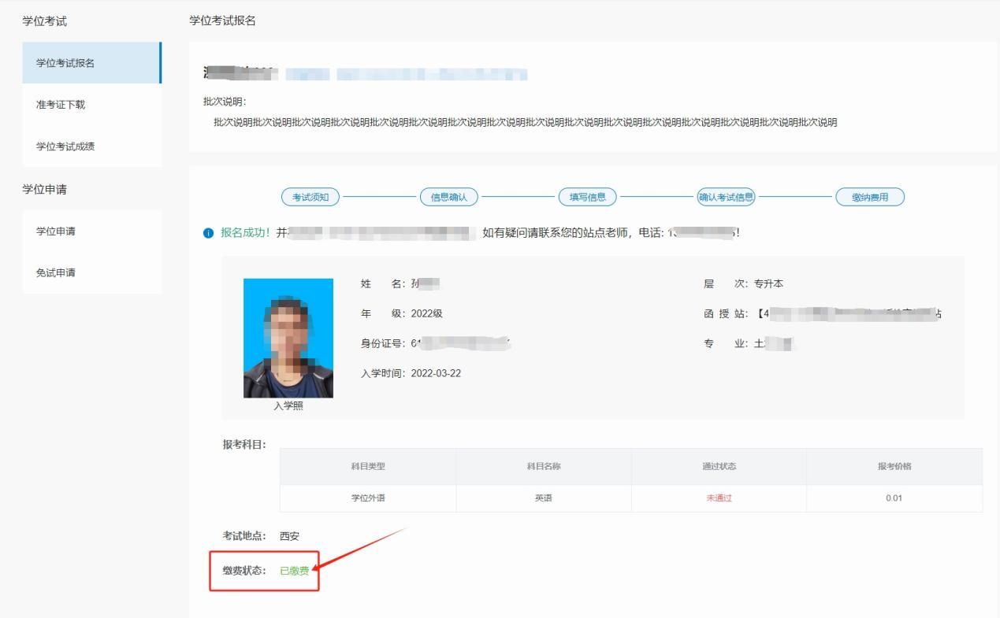 学位考试
学位考试报名
准考证下载
学位考试成绩
学位申请
学位申请
免试申请
学位考试报名
批次说明:
批次说明批次说明批次说明批次说明批次说明批次说明批次说明批次说明批次说明批次说明批次说明批次说明批次说明批次说明批次说明批次说明
考试须知
信息确认
填写信息
确认考试信息
缴纳费用
报名成功! 并 如有疑问请联系您的站点老师，电话: 1 !
姓 名: 孙
年 级: 2022级
身份证号: 6
入学时间: 2022-03-22
入学照
层 次: 专升本
函 授 站: 【4 站
专 业: 土
报考科目:
科目类型 科目名称 通过状态 报考价格
学位外语 英语 未通过 0.01
考试地点: 西安
缴费状态: 已缴费